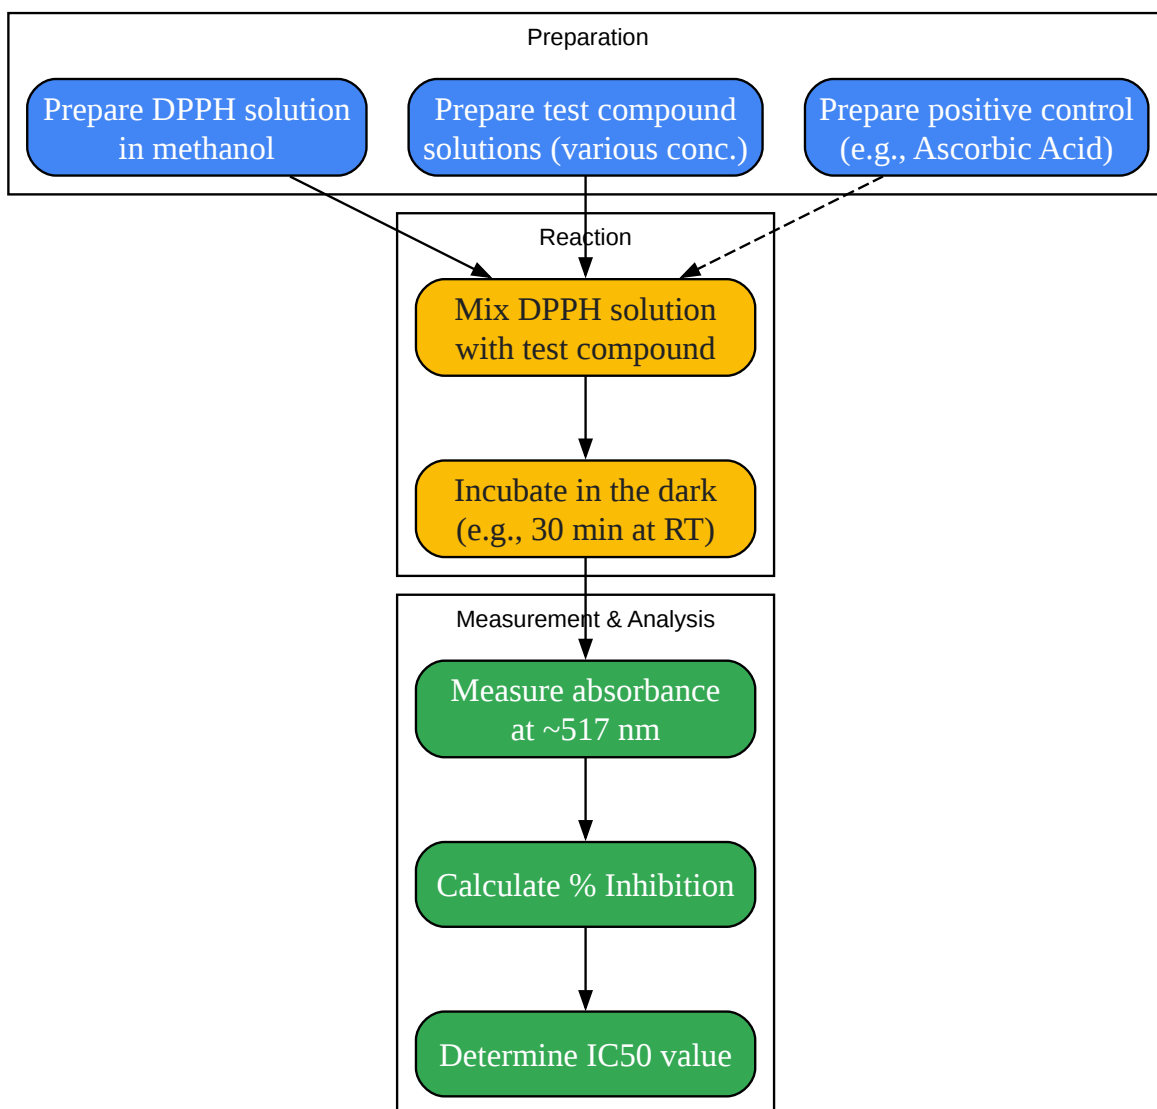 Preparation
Prepare DPPH solution
in methanol
Prepare test compound
solutions (various conc.)
Prepare positive control
(e.g., Ascorbic Acid)
Reaction
Mix DPPH solution
with test compound
Incubate in the dark
(e.g., 30 min at RT)
Measurement & Analysis
Measure absorbance
at ~517 nm
Calculate % Inhibition
Determine IC50 value